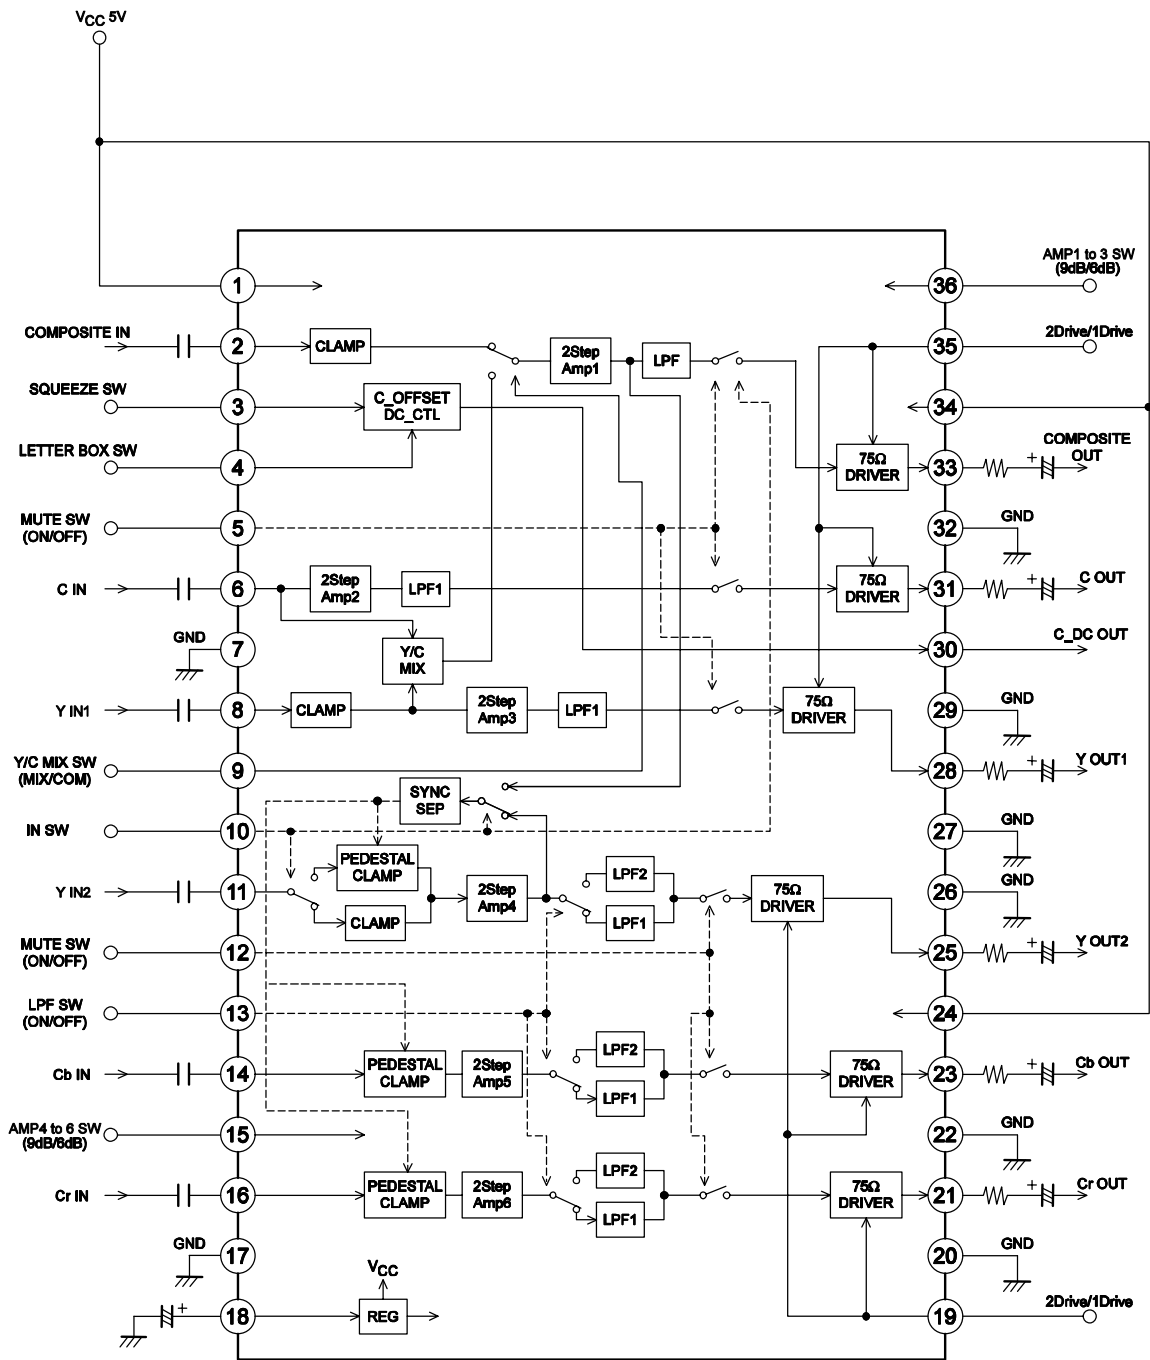 VCC 5V
AMP1 to 3 SW
(9dB/6dB)
1
36
COMPOSITE IN
2
CLAMP
2Step
Amp1
LPF
35
2Drive/1Drive
SQUEEZE SW
3
C_OFFSET
DC_CTL
34
LETTER BOX SW
4
75Ω
DRIVER
33
+
COMPOSITE
OUT
MUTE SW
(ON/OFF)
5
32
GND
C IN
6
2Step
Amp2
LPF1
75Ω
DRIVER
31
+
C OUT
GND
7
Y/C
MIX
30
C_DC OUT
Y IN1
8
CLAMP
2Step
Amp3
LPF1
75Ω
DRIVER
29
GND
Y/C MIX SW
(MIX/COM)
9
28
+
Y OUT1
SYNC
SEP
IN SW
10
27
GND
Y IN2
11
PEDESTAL
CLAMP
CLAMP
2Step
Amp4
LPF2
LPF1
75Ω
DRIVER
26
GND
MUTE SW
(ON/OFF)
12
25
+
Y OUT2
LPF SW
(ON/OFF)
13
24
Cb IN
14
PEDESTAL
CLAMP
2Step
Amp5
LPF2
LPF1
75Ω
DRIVER
23
+
Cb OUT
AMP4 to 6 SW
(9dB/6dB)
15
22
GND
Cr IN
16
PEDESTAL
CLAMP
2Step
Amp6
LPF2
LPF1
75Ω
DRIVER
21
+
Cr OUT
GND
17
20
GND
VCC
+
18
REG
19
2Drive/1Drive